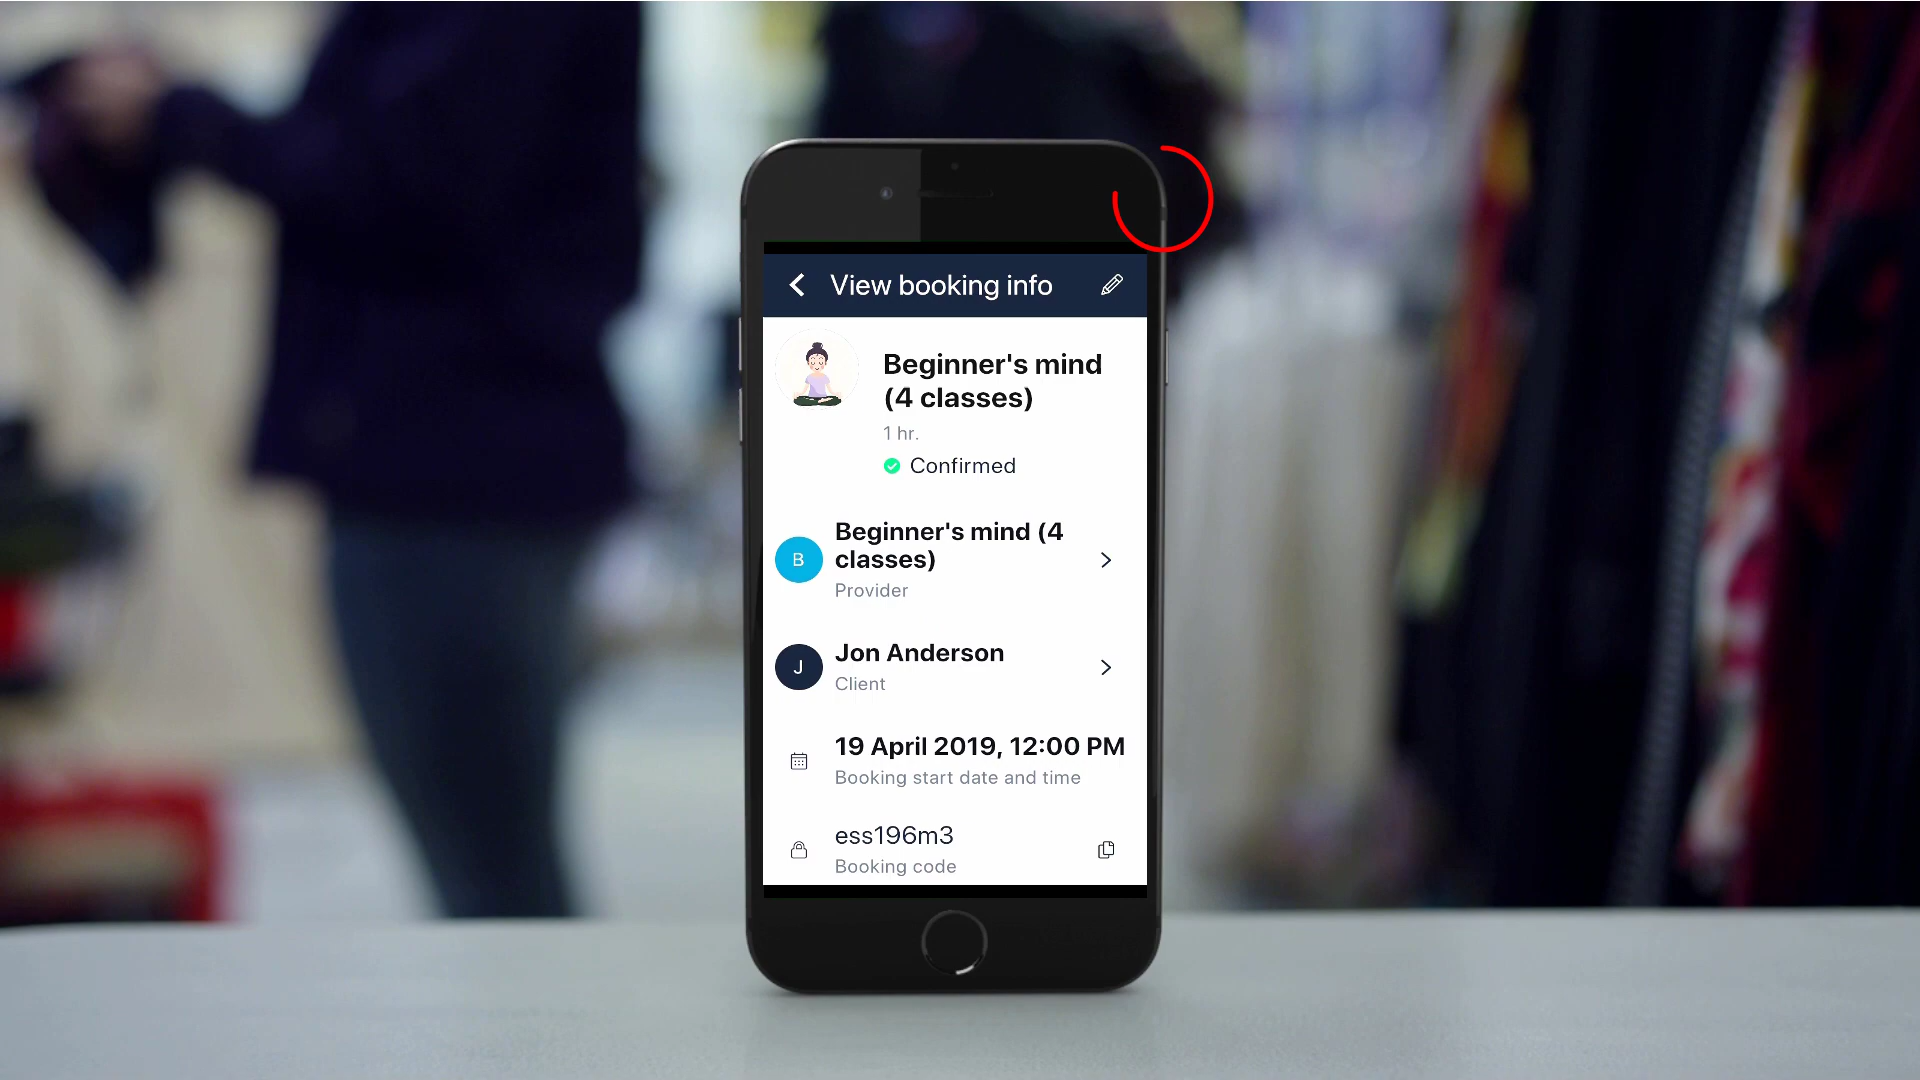 View booking info
Beginner's mind
(4 classes)
1 hr.
Confirmed
B
Beginner's mind (4
classes)
Provider
J
Jon Anderson
Client
19 April 2019, 12:00 PM
Booking start date and time
ess196m3
Booking code